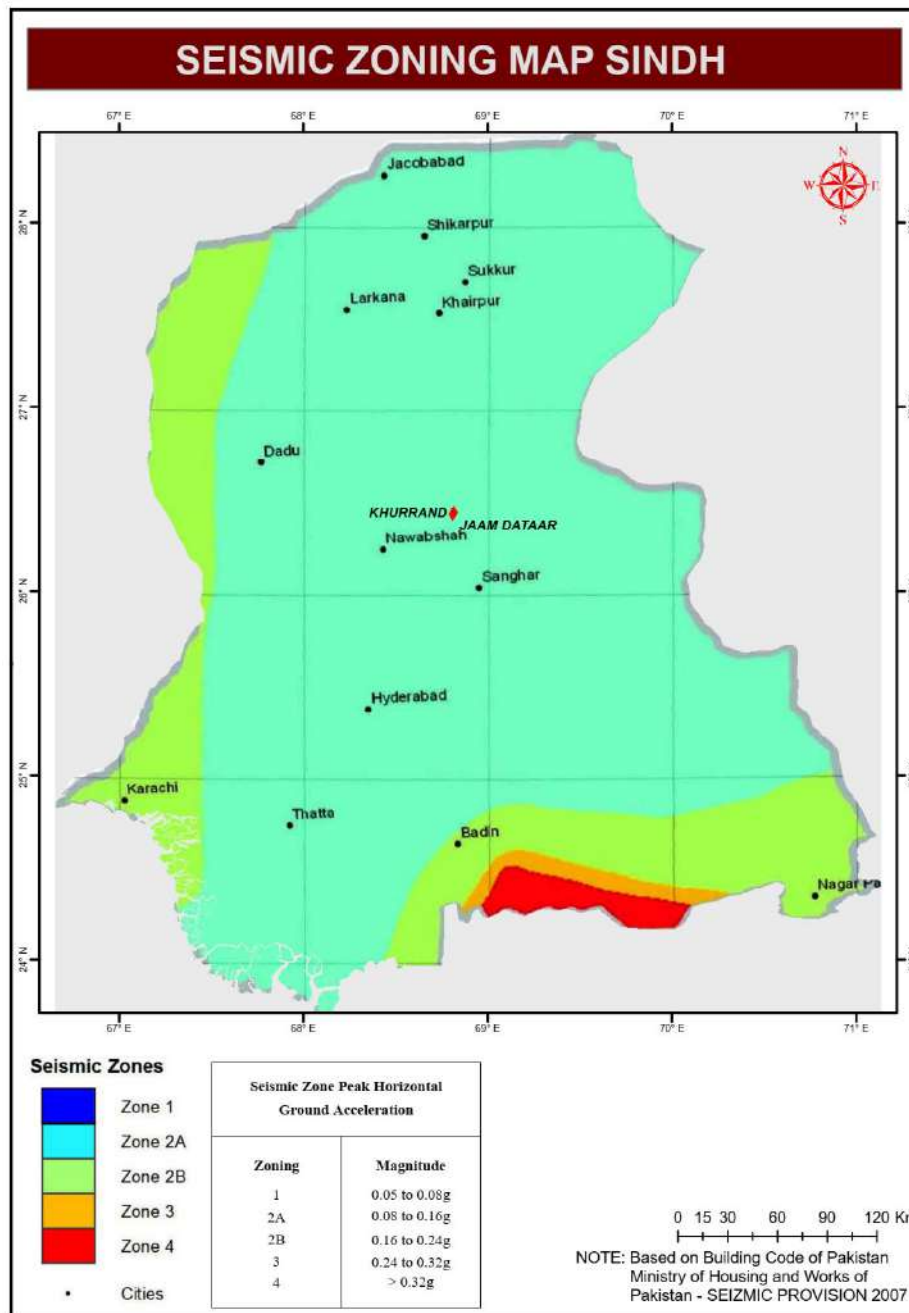 SEISMIC ZONING MAP SINDH
67° E 68° E 69° E 70° E 71° E
N
W E
S
Jacobabad
28° N
Shikarpur
Sukkur
Larkana
Khairpur
27° N
Dadu
KHURRAND
JAAM DATAAR
Nawabshah
26° N
Sanghar
Hyderabad
25° N
Karachi
Thatta
Badin
Nagar Pa
24° N
67° E 68° E 69° E 70° E 71° E
Seismic Zones
Zone 1
Zone 2A
Zone 2B
Zone 3
Zone 4
Cities
Seismic Zone Peak Horizontal
Ground Acceleration
Zoning Magnitude
1 0.05 to 0.08g
2A 0.08 to 0.16g
2B 0.16 to 0.24g
3 0.24 to 0.32g
4 > 0.32g
0 15 30 60 90 120 Km
NOTE: Based on Building Code of Pakistan
Ministry of Housing and Works of
Pakistan - SEIZMIC PROVISION 2007